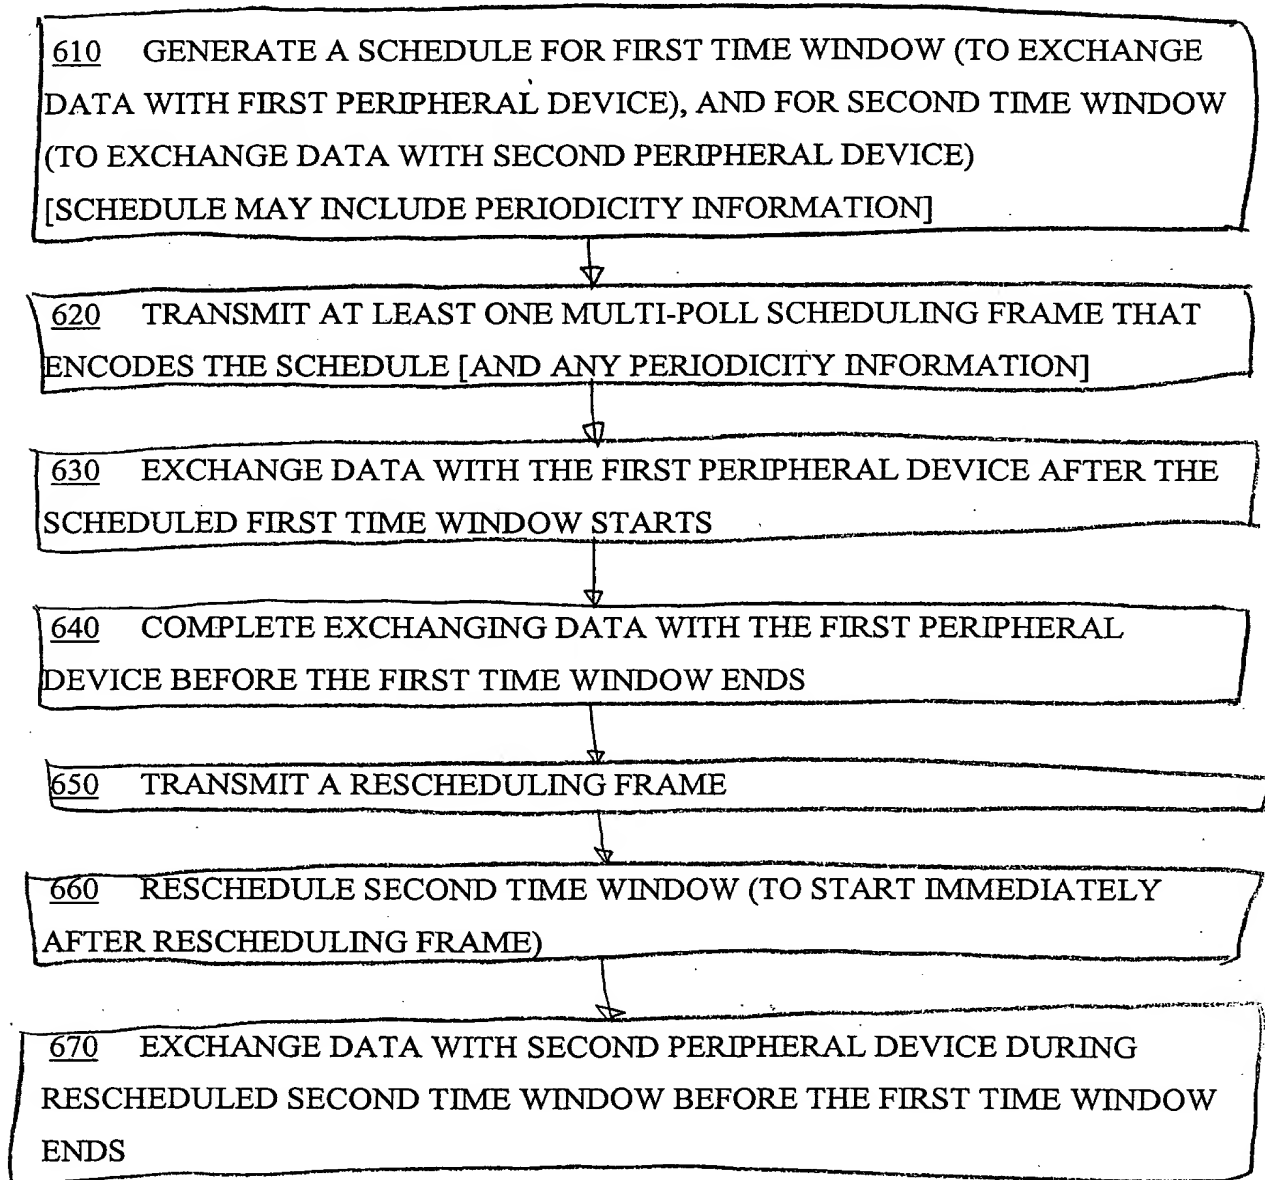 610 GENERATE A SCHEDULE FOR FIRST TIME WINDOW (TO EXCHANGE
DATA WITH FIRST PERIPHERAL DEVICE), AND FOR SECOND TIME WINDOW
(TO EXCHANGE DATA WITH SECOND PERIPHERAL DEVICE)
[SCHEDULE MAY INCLUDE PERIODICITY INFORMATION]
620 TRANSMIT AT LEAST ONE MULTI-POLL SCHEDULING FRAME THAT
ENCODES THE SCHEDULE [AND ANY PERIODICITY INFORMATION]
630 EXCHANGE DATA WITH THE FIRST PERIPHERAL DEVICE AFTER THE
SCHEDULED FIRST TIME WINDOW STARTS
640 COMPLETE EXCHANGING DATA WITH THE FIRST PERIPHERAL
DEVICE BEFORE THE FIRST TIME WINDOW ENDS
650 TRANSMIT A RESCHEDULING FRAME
660 RESCHEDULE SECOND TIME WINDOW (TO START IMMEDIATELY
AFTER RESCHEDULING FRAME)
670 EXCHANGE DATA WITH SECOND PERIPHERAL DEVICE DURING
RESCHEDULED SECOND TIME WINDOW BEFORE THE FIRST TIME WINDOW
ENDS